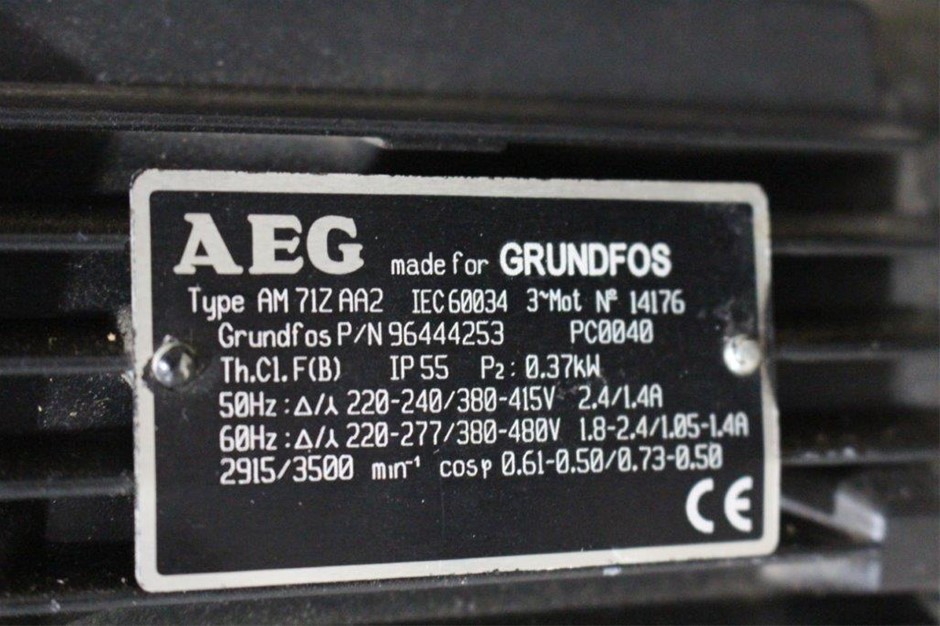 AEG made for GRUNDFOS
Type AM 71Z AA2 IEC 60034 3~Mot Nº 14176
Grundfos P/N 96444253 PC0040
Th.Cl. F(B) IP 55 P2: 0.37kW
50Hz: Δ/⅄ 220-240/380-415V 2.4/1.4A
60Hz: Δ/⅄ 220-277/380-480V 1.8-2.4/1.05-1.4A
2915/3500 min⁻¹ cosφ 0.61-0.50/0.73-0.50
CE